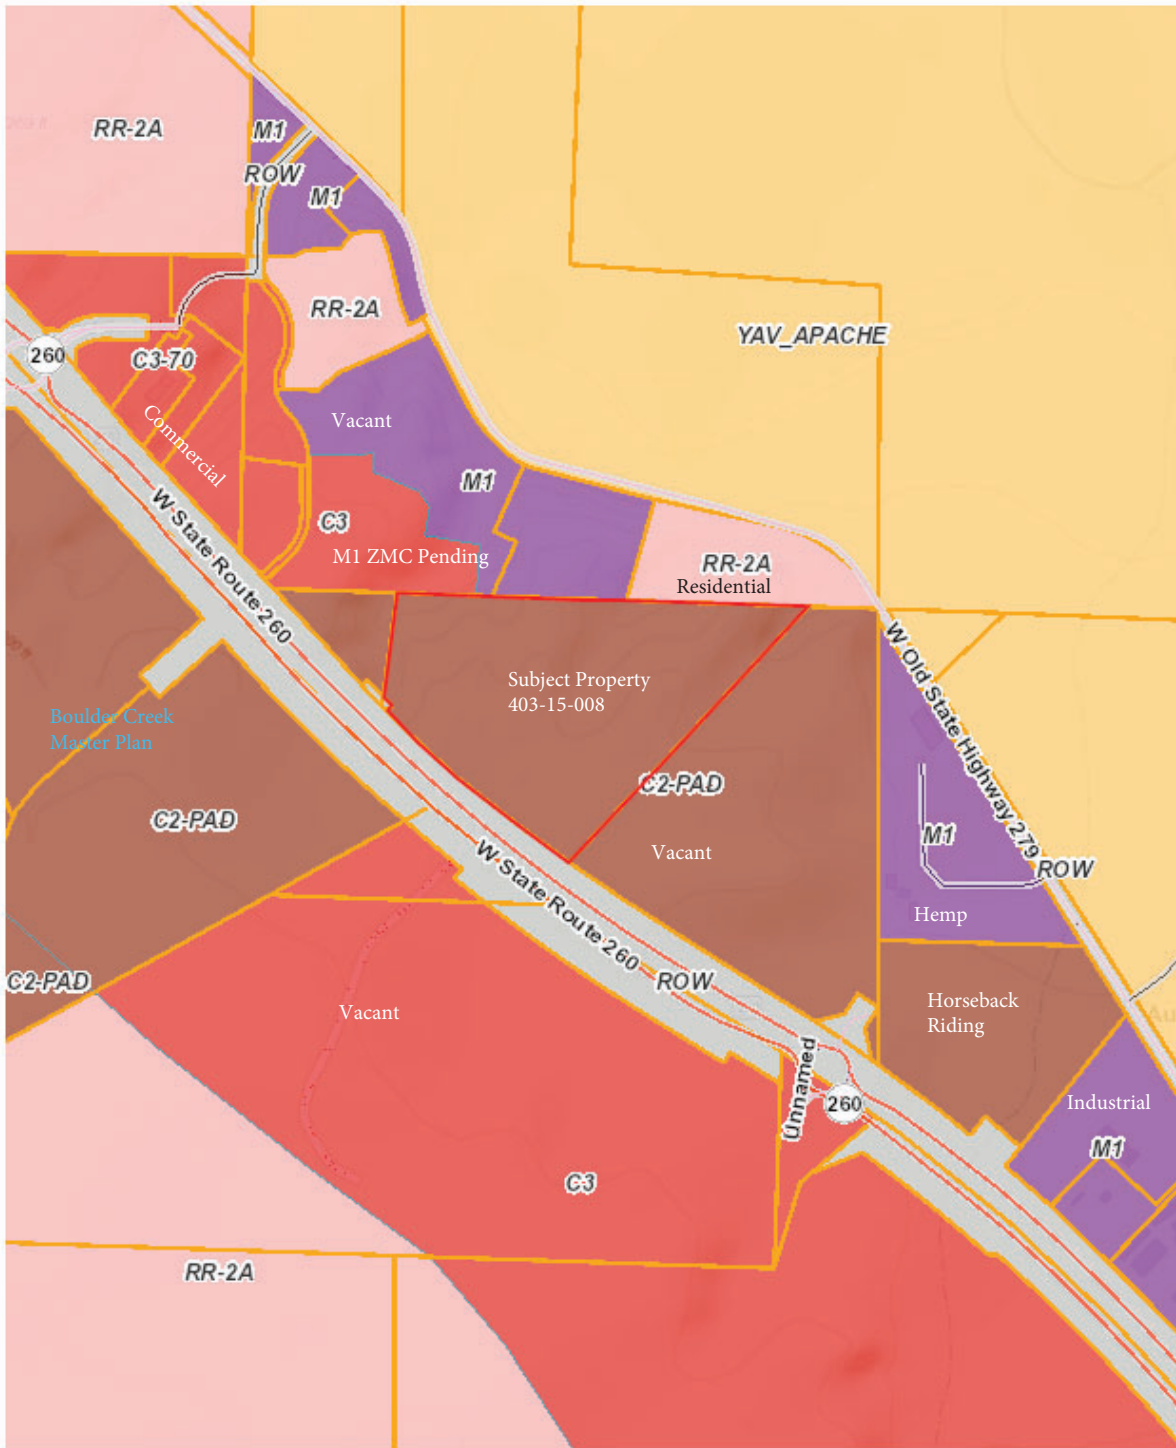 RR-2A
M1
ROW
M1
RR-2A
YAV_APACHE
260
C3-70
Commercial
Vacant
M1
C3
M1 ZMC Pending
RR-2A
Residential
W State Route 260
Subject Property
403-15-008
W Old State Highway 279
Boulder Creek
Master Plan
C2-PAD
C2-PAD
Vacant
M1
ROW
Hemp
W State Route 260
ROW
C2-PAD
Vacant
Horseback
Riding
Unnamed
260
Industrial
M1
C3
RR-2A